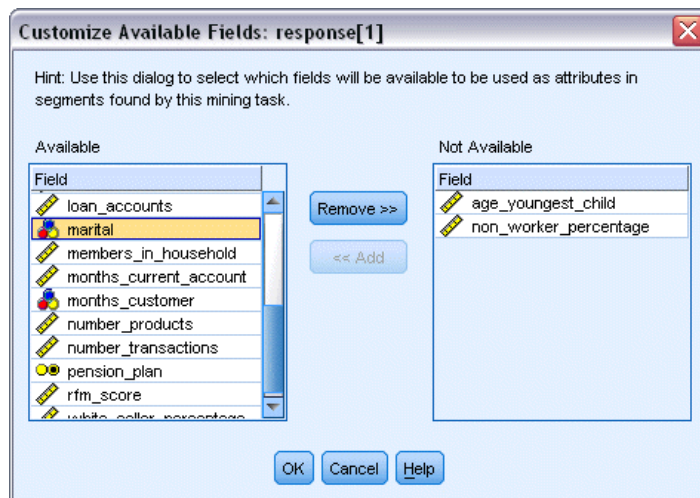 Customize Available Fields: response[1]
Hint: Use this dialog to select which fields will be available to be used as attributes in
segments found by this mining task.
Available
Not Available
Field
loan_accounts
marital
members_in_household
months_current_account
months_customer
number_products
number_transactions
pension_plan
rfm_score
white_collar_percentage
Remove >>
<< Add
Field
age_youngest_child
non_worker_percentage
OK
Cancel
Help